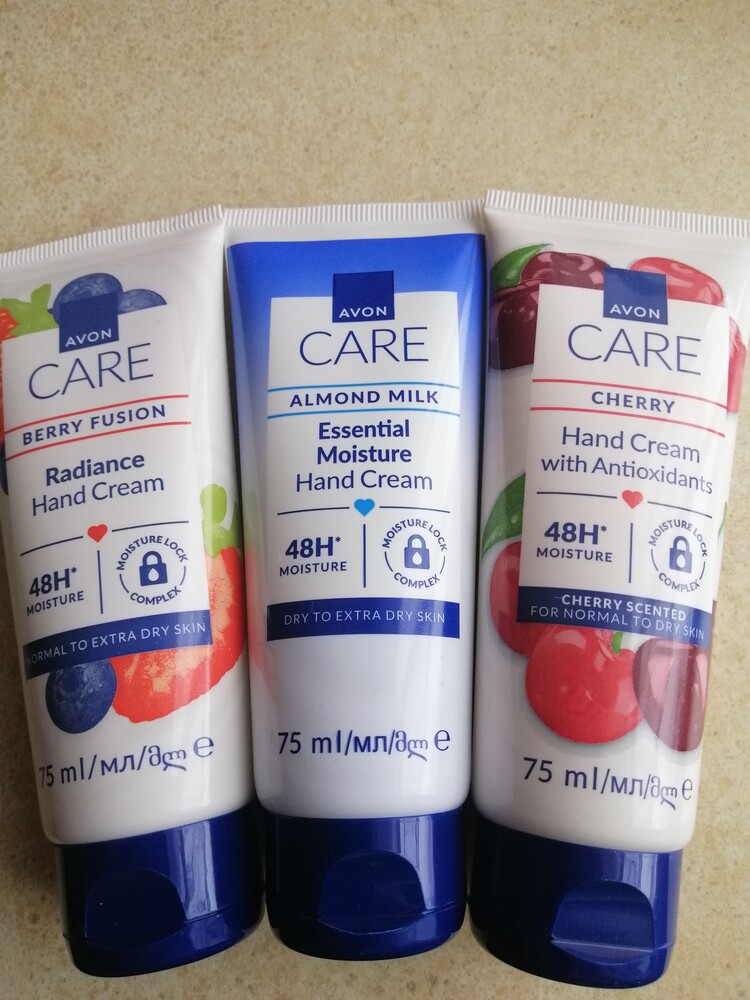 AVON
CARE
BERRY FUSION
Radiance
Hand Cream
48H*
MOISTURE
MOISTURE LOCK
COMPLEX
NORMAL TO EXTRA DRY SKIN
75 ml/мл/მლ e
AVON
CARE
ALMOND MILK
Essential
Moisture
Hand Cream
48H*
MOISTURE
MOISTURE LOCK
COMPLEX
DRY TO EXTRA DRY SKIN
75 ml/мл/მლ e
AVON
CARE
CHERRY
Hand Cream
with Antioxidants
48H*
MOISTURE
MOISTURE LOCK
COMPLEX
CHERRY SCENTED
FOR NORMAL TO DRY SKIN
75 ml/мл/მლ e